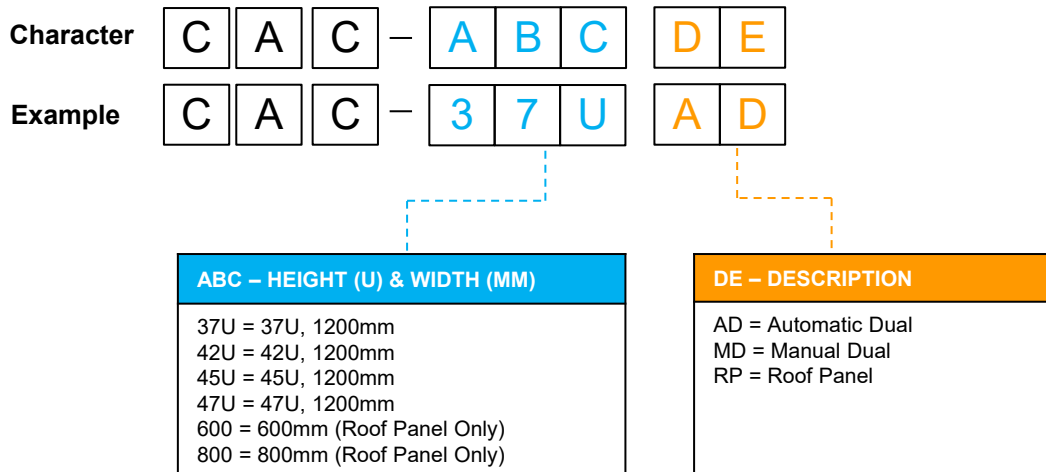 Character C A C – A B C D E
Example C A C – 3 7 U A D
ABC – HEIGHT (U) & WIDTH (MM)
37U = 37U, 1200mm
42U = 42U, 1200mm
45U = 45U, 1200mm
47U = 47U, 1200mm
600 = 600mm (Roof Panel Only)
800 = 800mm (Roof Panel Only)
DE – DESCRIPTION
AD = Automatic Dual
MD = Manual Dual
RP = Roof Panel